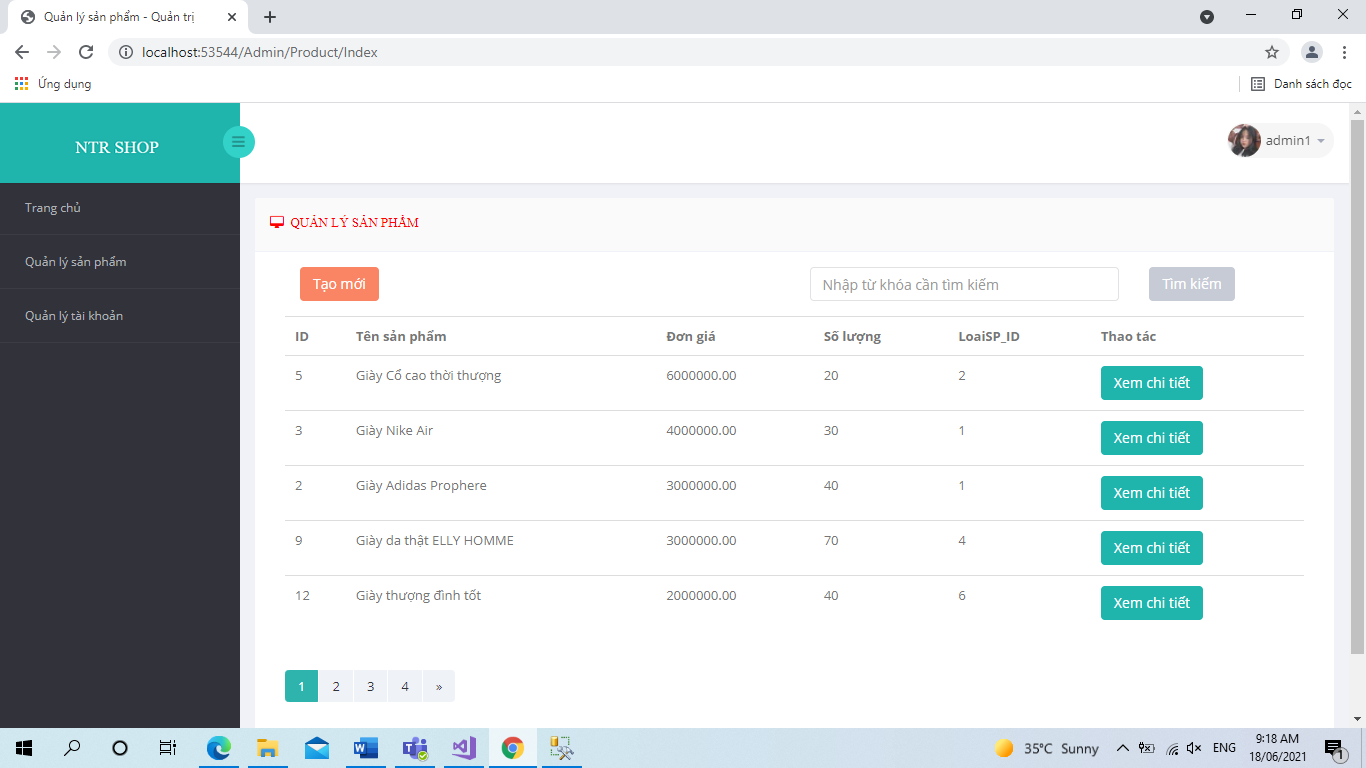 Quản lý sản phẩm - Quản trị
localhost:53544/Admin/Product/Index
Ứng dụng
Danh sách đọc
NTR SHOP
admin1
Trang chủ
Quản lý sản phẩm
Quản lý tài khoản
QUẢN LÝ SẢN PHẨM
Tạo mới
Nhập từ khóa cần tìm kiếm
Tìm kiếm
ID Tên sản phẩm Đơn giá Số lượng LoaiSP_ID Thao tác
5 Giày Cổ cao thời thượng 6000000.00 20 2 Xem chi tiết
3 Giày Nike Air 4000000.00 30 1 Xem chi tiết
2 Giày Adidas Prophere 3000000.00 40 1 Xem chi tiết
9 Giày da thật ELLY HOMME 3000000.00 70 4 Xem chi tiết
12 Giày thượng đình tốt 2000000.00 40 6 Xem chi tiết
1 2 3 4 »
35°C Sunny
ENG
9:18 AM
18/06/2021
1